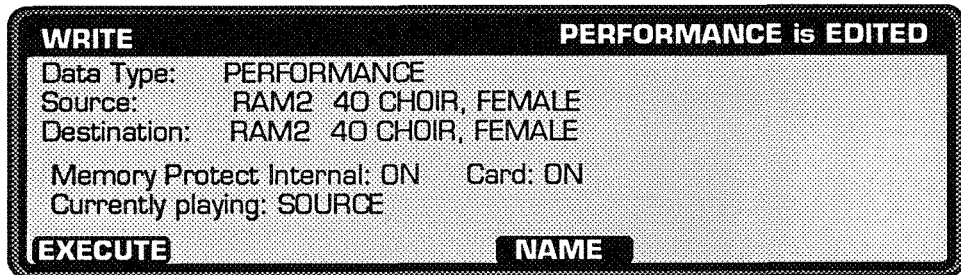 WRITE PERFORMANCE is EDITED
Data Type: PERFORMANCE
Source: RAM2 40 CHOIR, FEMALE
Destination: RAM2 40 CHOIR, FEMALE
Memory Protect Internal: ON Card: ON
Currently playing: SOURCE
EXECUTE NAME